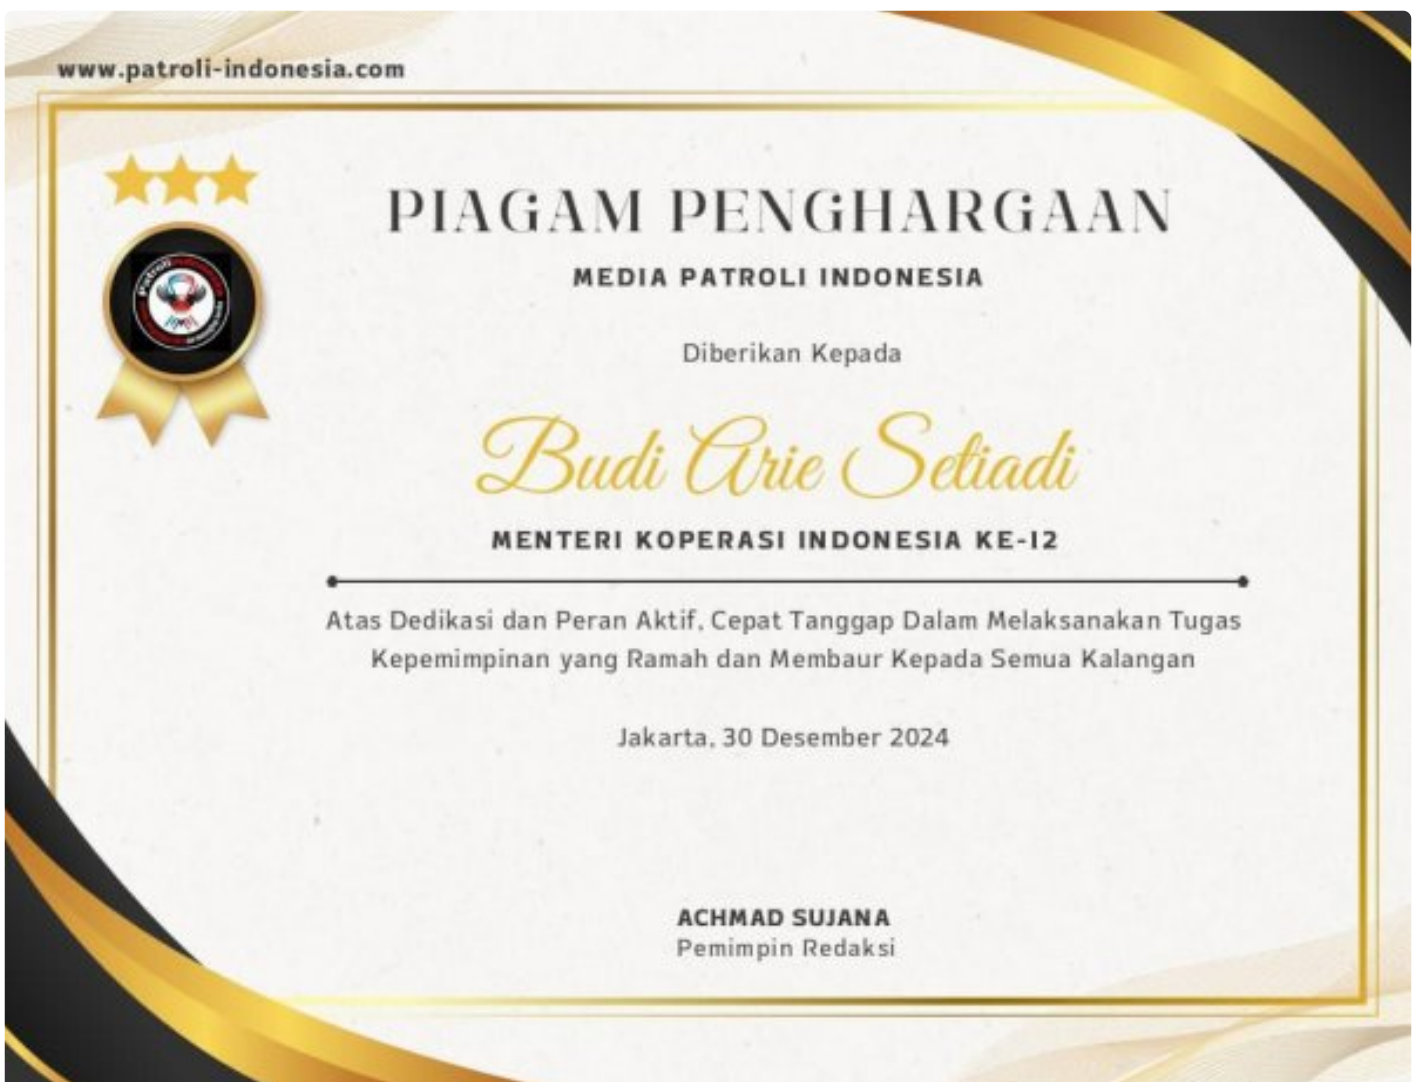 www.patroli-indonesia.com
PIAGAM PENGHARGAAN
MEDIA PATROLI INDONESIA
Diberikan Kepada
Budi Arie Setiadi
MENTERI KOPERASI INDONESIA KE-12
Atas Dedikasi dan Peran Aktif, Cepat Tanggap Dalam Melaksanakan Tugas
Kepemimpinan yang Ramah dan Membaur Kepada Semua Kalangan
Jakarta, 30 Desember 2024
ACHMAD SUJANA
Pemimpin Redaksi